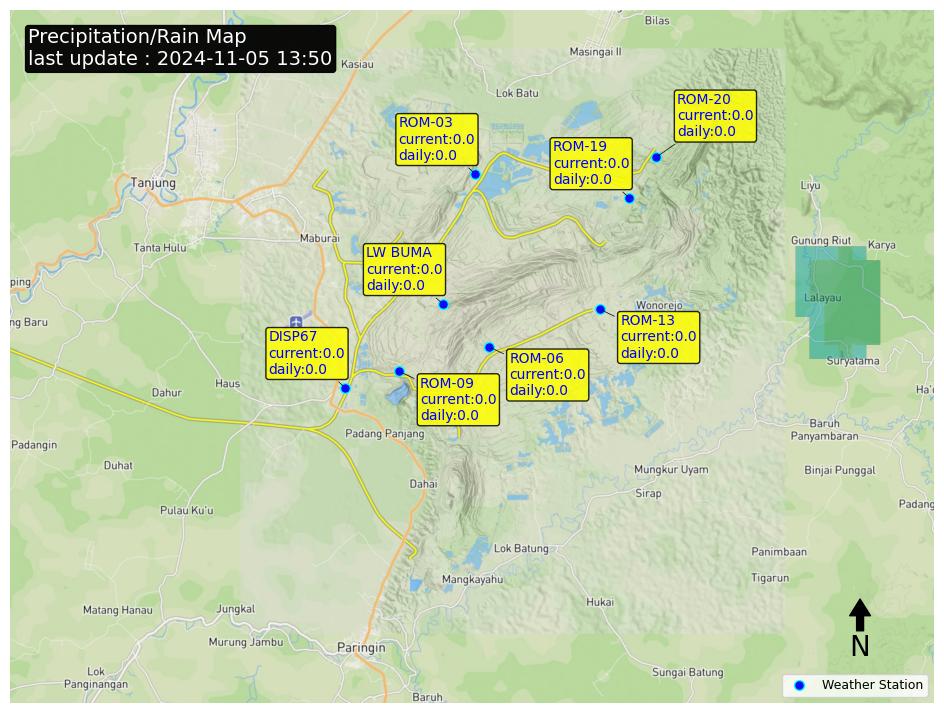 Precipitation/Rain Map
last update : 2024-11-05 13:50
Bilas
Masingai II
Kasiau
Lok Batu
ROM-20
current:0.0
daily:0.0
ROM-03
current:0.0
daily:0.0
ROM-19
current:0.0
daily:0.0
Tanjung
Liyu
Maburai
Tanta Hulu
Gunung Riut
Karya
LW BUMA
current:0.0
daily:0.0
ping
Lalayau
Wonorejo
ng Baru
ROM-13
current:0.0
daily:0.0
DISP67
current:0.0
daily:0.0
ROM-06
current:0.0
daily:0.0
Suryatama
Haus
ROM-09
current:0.0
daily:0.0
Dahur
Ha'
Padang Panjang
Baruh
Panyambaran
Padangin
Duhat
Mungkur Uyam
Binjai Punggal
Dahai
Sirap
Padang
Pulau Ku'u
Lok Batung
Panimbaan
Mangkayahu
Tigarun
Hukai
Matang Hanau
Jungkal
Murung Jambu
Paringin
N
Lok
Panginangan
Sungai Batung
Weather Station
Baruh